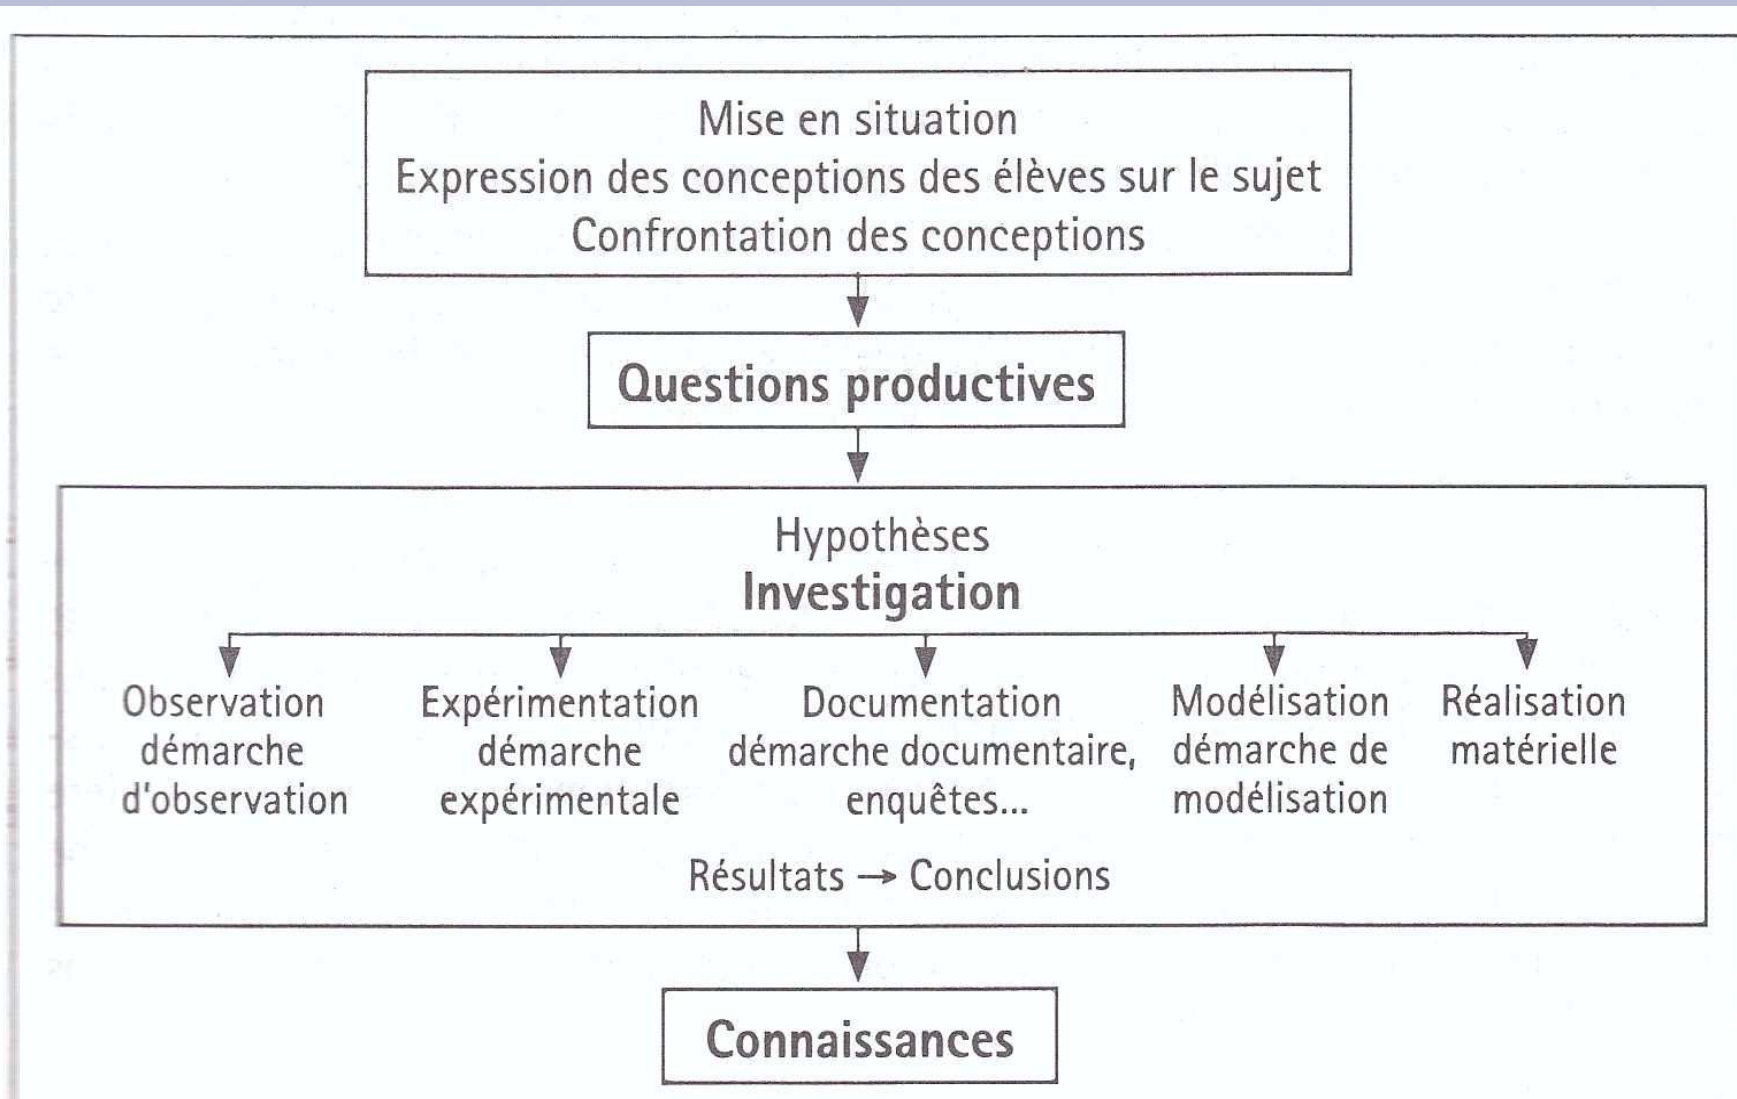 Mise en situation
Expression des conceptions des élèves sur le sujet
Confrontation des conceptions
Questions productives
Hypothèses
Investigation
Observation
démarche
d'observation
Expérimentation
démarche
expérimentale
Documentation
démarche documentaire,
enquêtes...
Modélisation
démarche de
modélisation
Réalisation
matérielle
Résultats → Conclusions
Connaissances